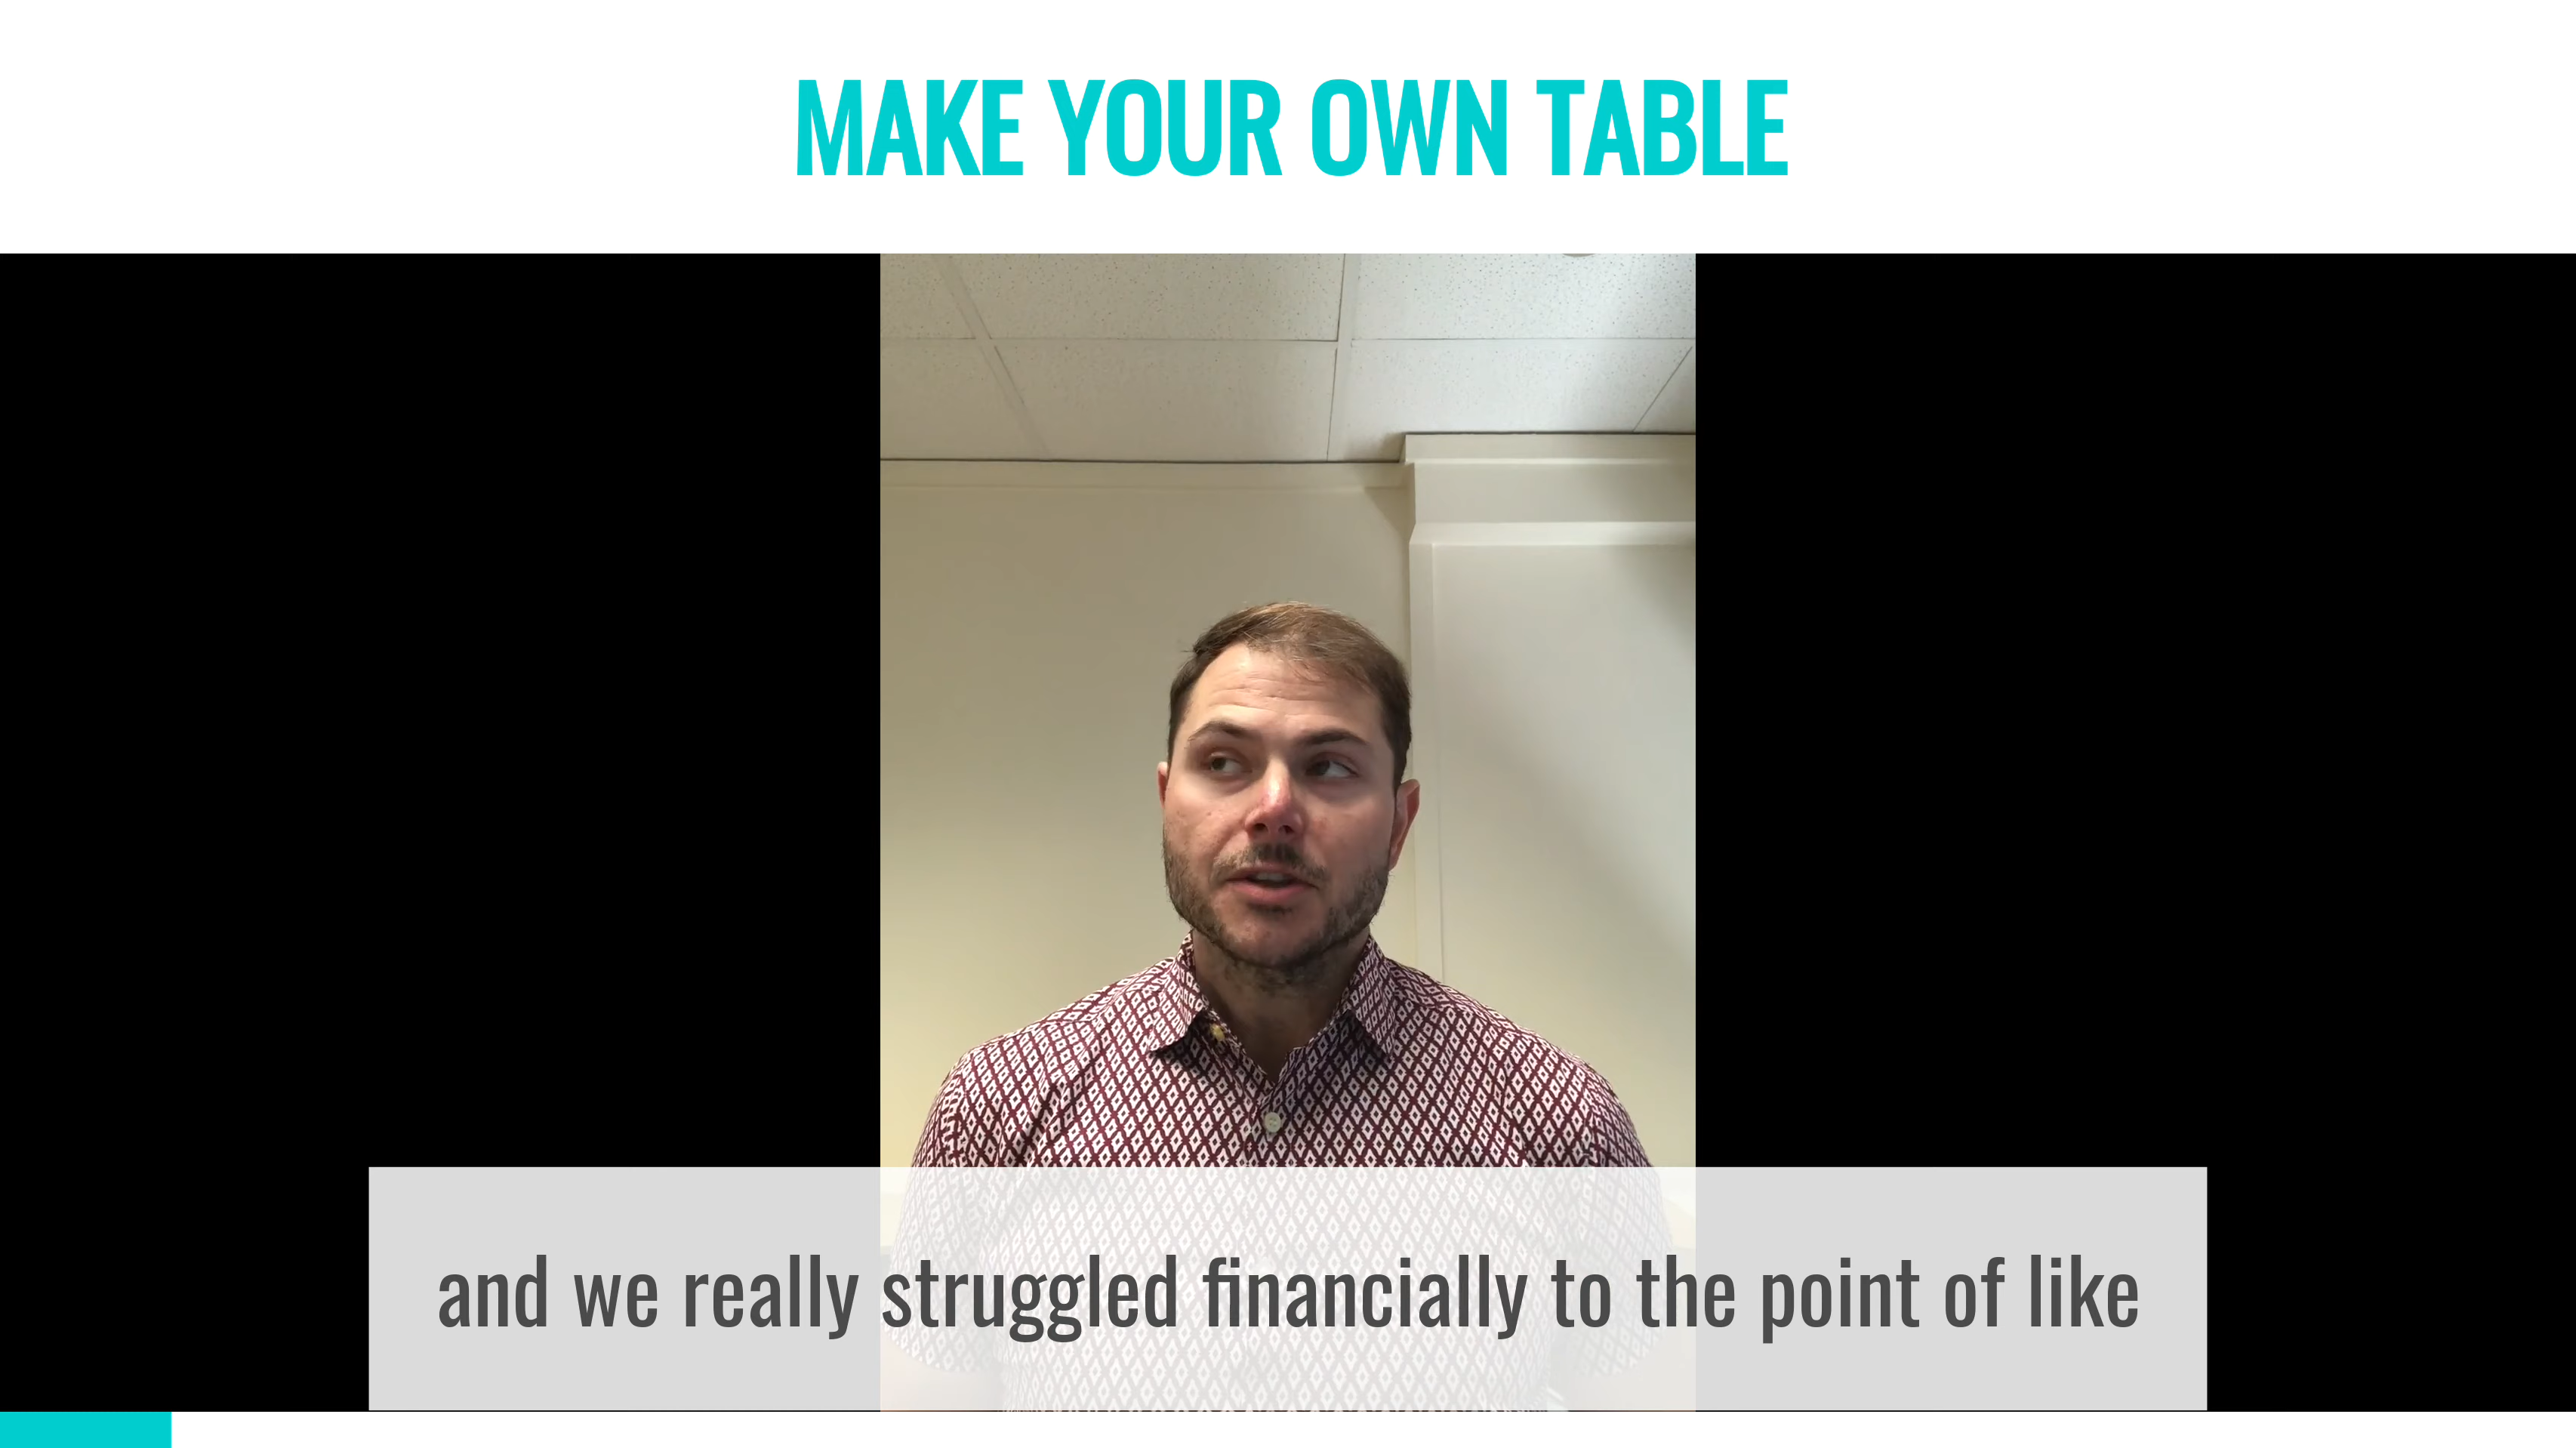 MAKE YOUR OWN TABLE
and we really struggled financially to the point of like